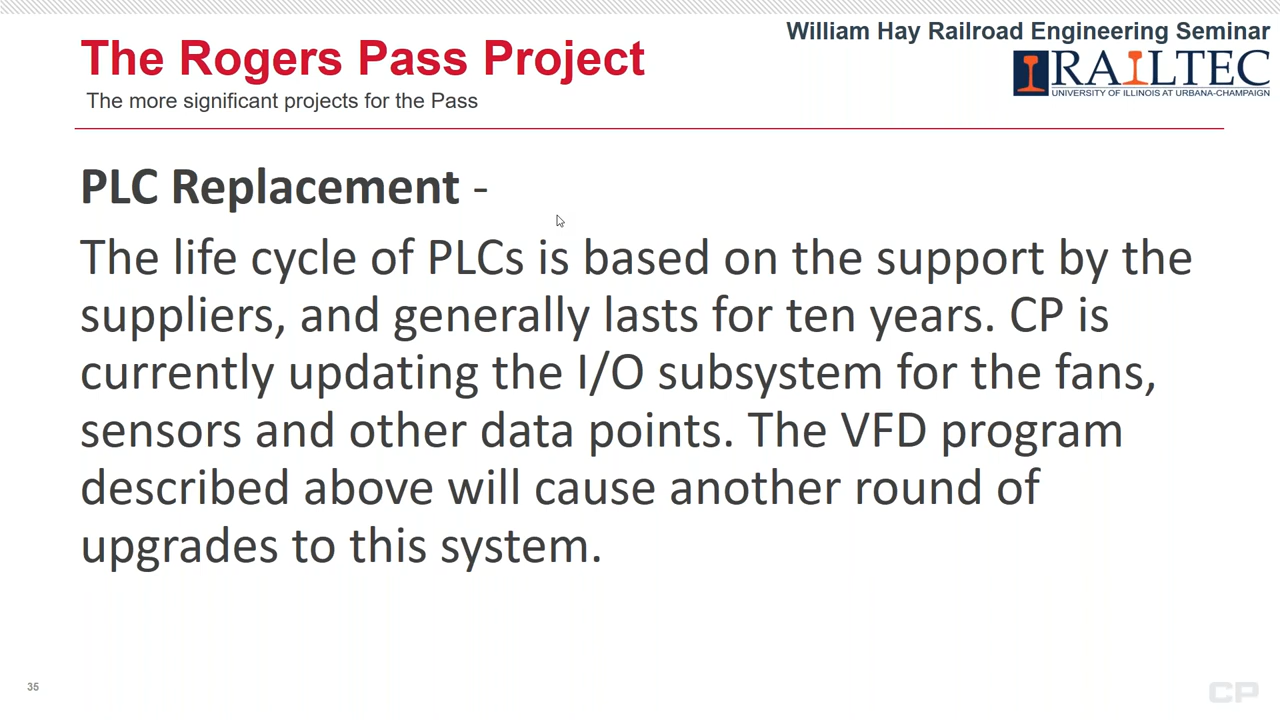 William Hay Railroad Engineering Seminar
The Rogers Pass Project
RAILTEC
UNIVERSITY OF ILLINOIS AT URBANA-CHAMPAIGN
The more significant projects for the Pass
PLC Replacement -
The life cycle of PLCs is based on the support by the
suppliers, and generally lasts for ten years. CP is
currently updating the I/O subsystem for the fans,
sensors and other data points. The VFD program
described above will cause another round of
upgrades to this system.
35
CP